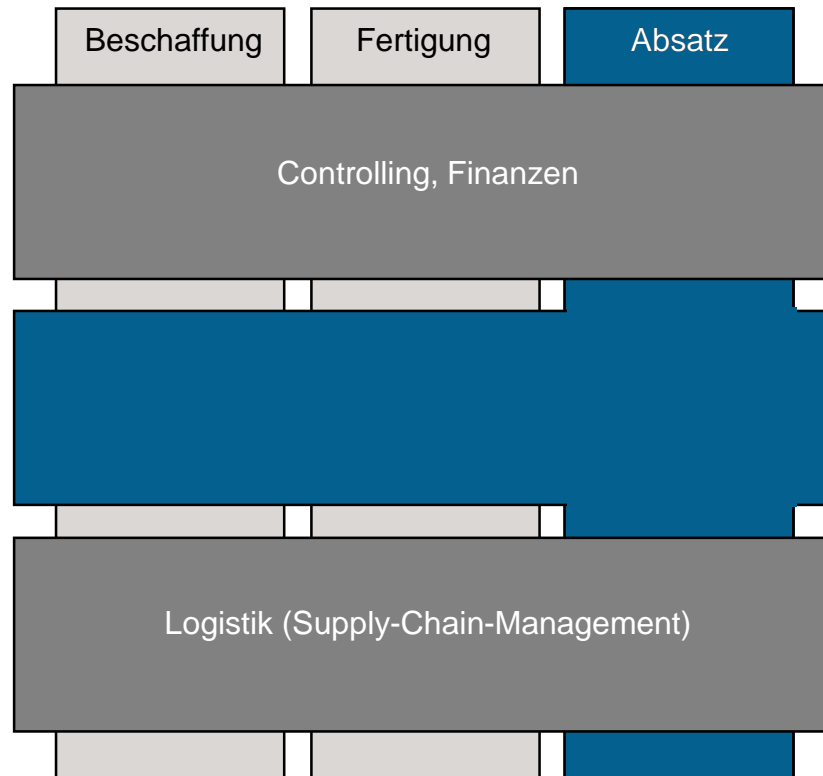 Beschaffung
Fertigung
Absatz
Controlling, Finanzen
Logistik (Supply-Chain-Management)